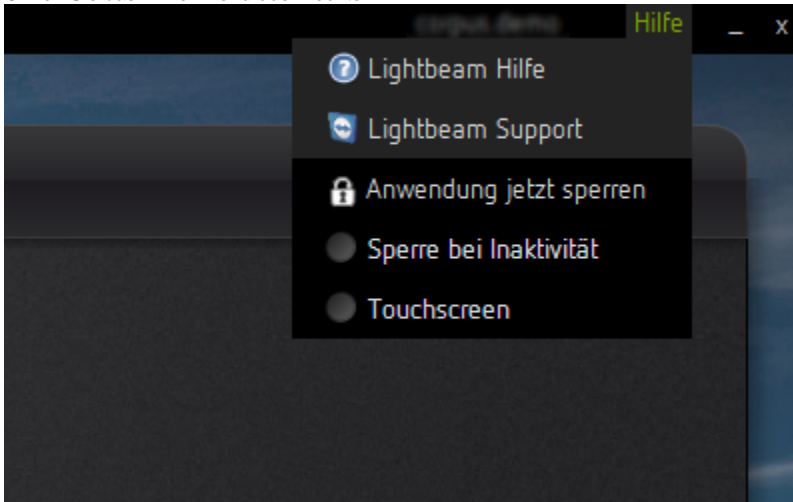 Hilfe _ x
Lightbeam Hilfe
Lightbeam Support
Anwendung jetzt sperren
Sperre bei Inaktivität
Touchscreen